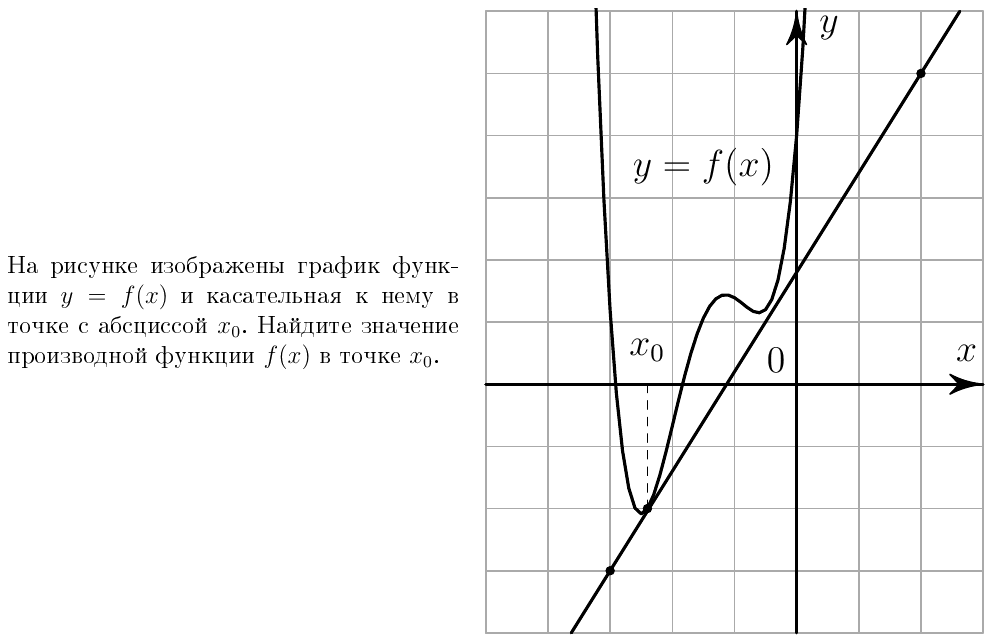 На рисунке изображены график функ-
ции y = f(x) и касательная к нему в
точке с абсциссой x₀. Найдите значение
производной функции f(x) в точке x₀.
y
y = f(x)
x₀
0
x